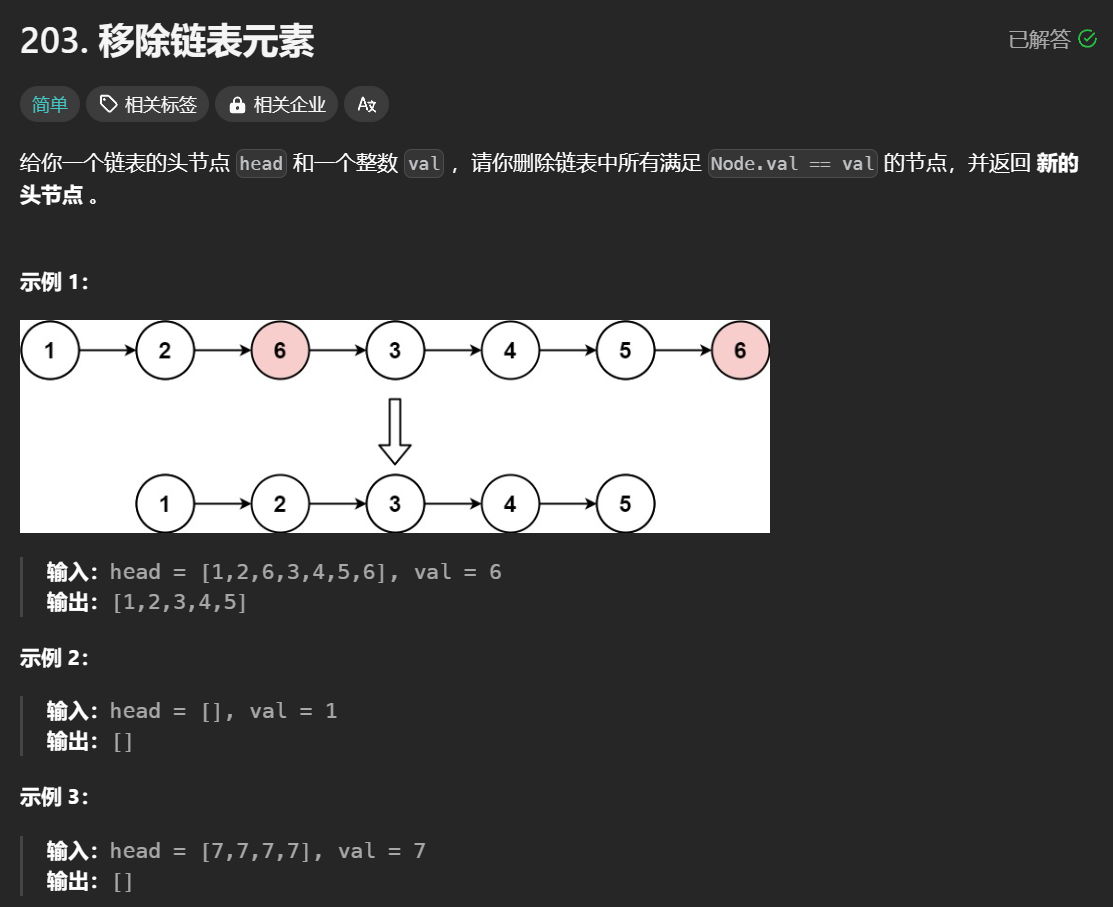 203. 移除链表元素
已解答
简单 相关标签 相关企业 Aひ
给你一个链表的头节点 head 和一个整数 val ，请你删除链表中所有满足 Node.val == val 的节点，并返回 新的
头节点 。
示例 1：
1 2 6 3 4 5 6
1 2 3 4 5
输入：head = [1,2,6,3,4,5,6], val = 6
输出：[1,2,3,4,5]
示例 2：
输入：head = [], val = 1
输出：[]
示例 3：
输入：head = [7,7,7,7], val = 7
输出：[]